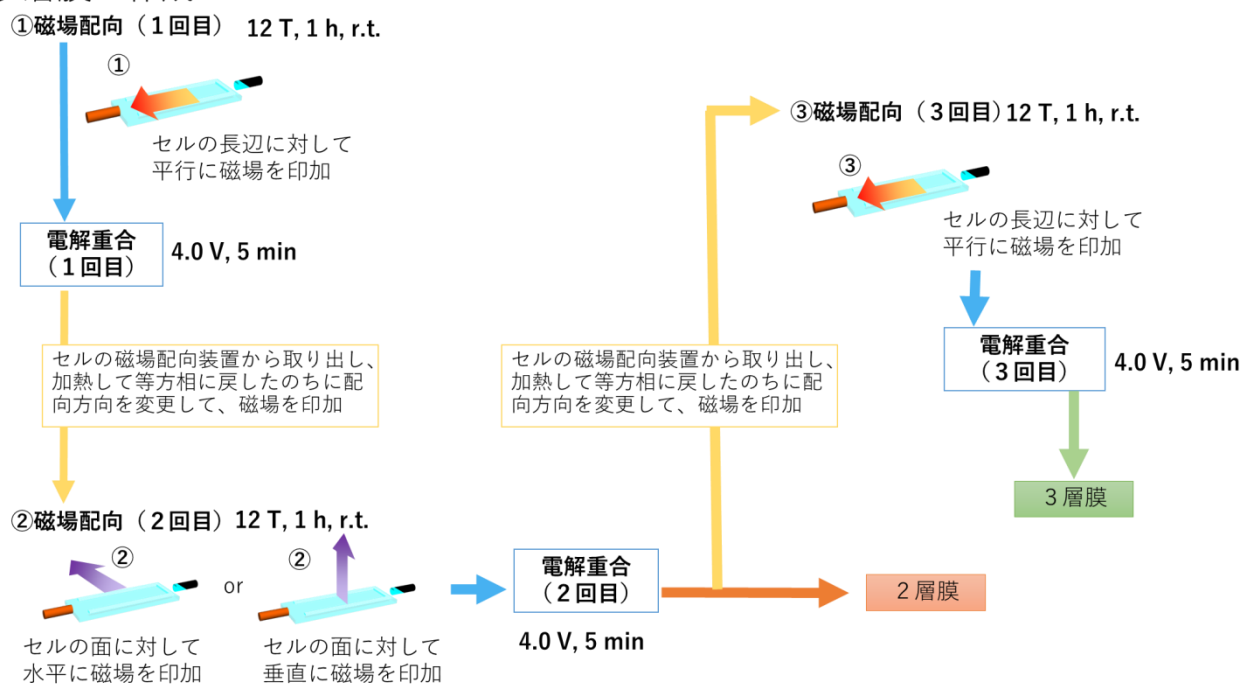 ①磁場配向（１回目） 12 T, 1 h, r.t.
①
セルの長辺に対して
平行に磁場を印加
電解重合
（１回目）
4.0 V, 5 min
セルの磁場配向装置から取り出し、
加熱して等方相に戻したのちに配
向方向を変更して、磁場を印加
②磁場配向（２回目）12 T, 1 h, r.t.
②
or
②
セルの面に対して
水平に磁場を印加
セルの面に対して
垂直に磁場を印加
電解重合
（２回目）
4.0 V, 5 min
２層膜
セルの磁場配向装置から取り出し、
加熱して等方相に戻したのちに配
向方向を変更して、磁場を印加
③磁場配向（３回目）12 T, 1 h, r.t.
③
セルの長辺に対して
平行に磁場を印加
電解重合
（３回目）
4.0 V, 5 min
３層膜